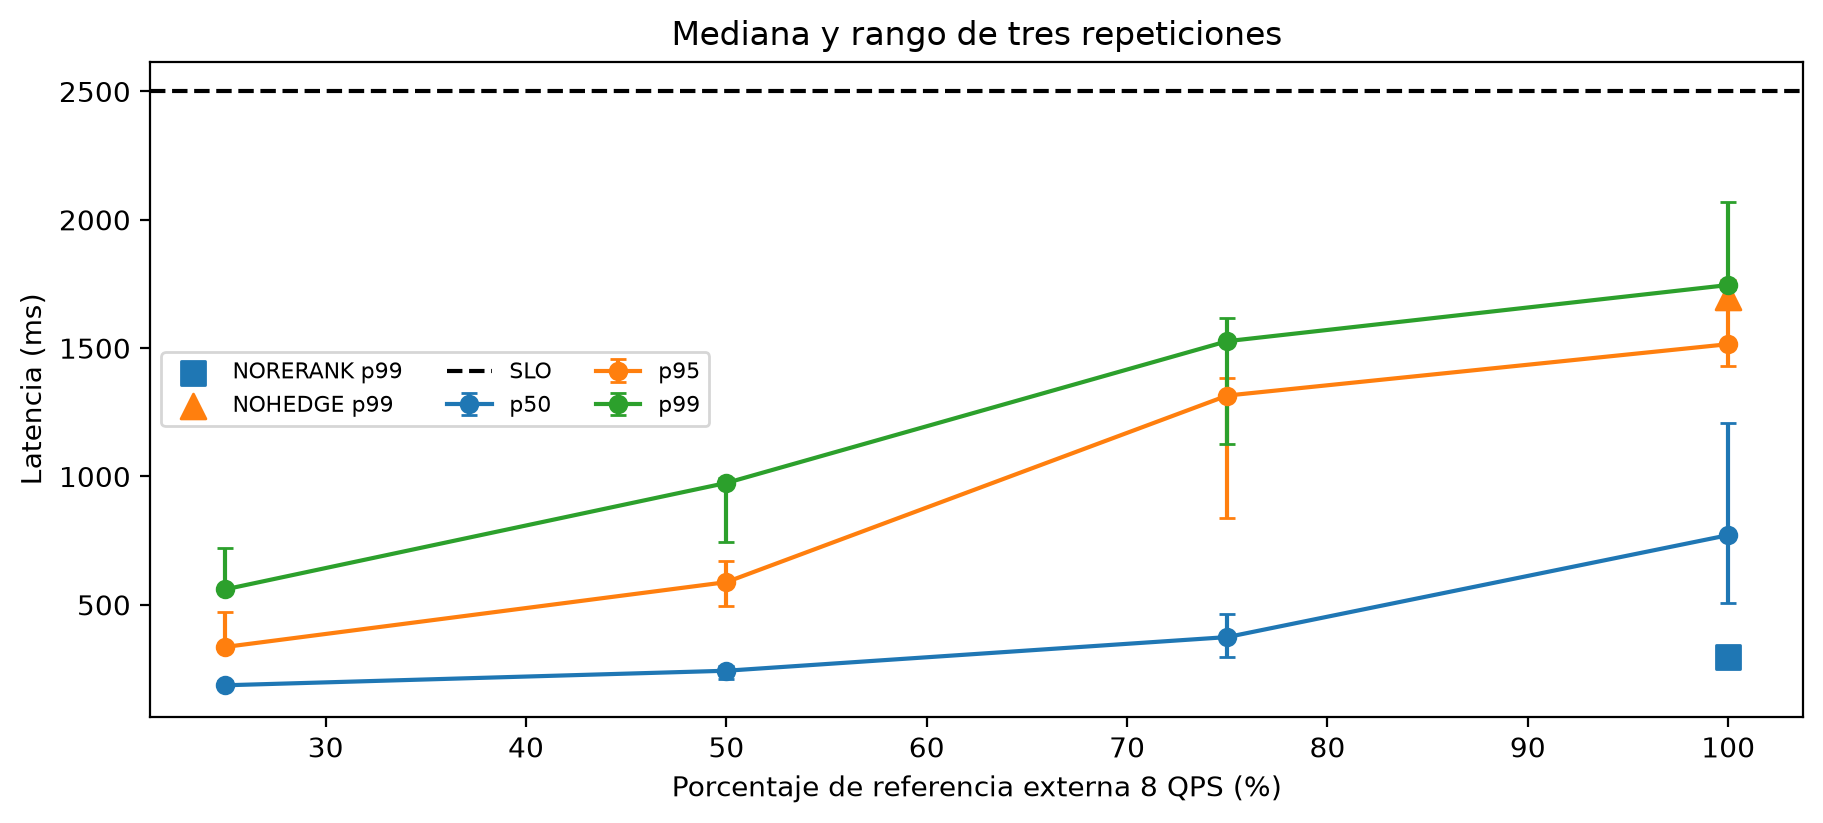 Mediana y rango de tres repeticiones
Latencia (ms)
2500
2000
1500
1000
500
NORERANK p99
NOHEDGE p99
SLO
p50
p95
p99
30 40 50 60 70 80 90 100
Porcentaje de referencia externa 8 QPS (%)